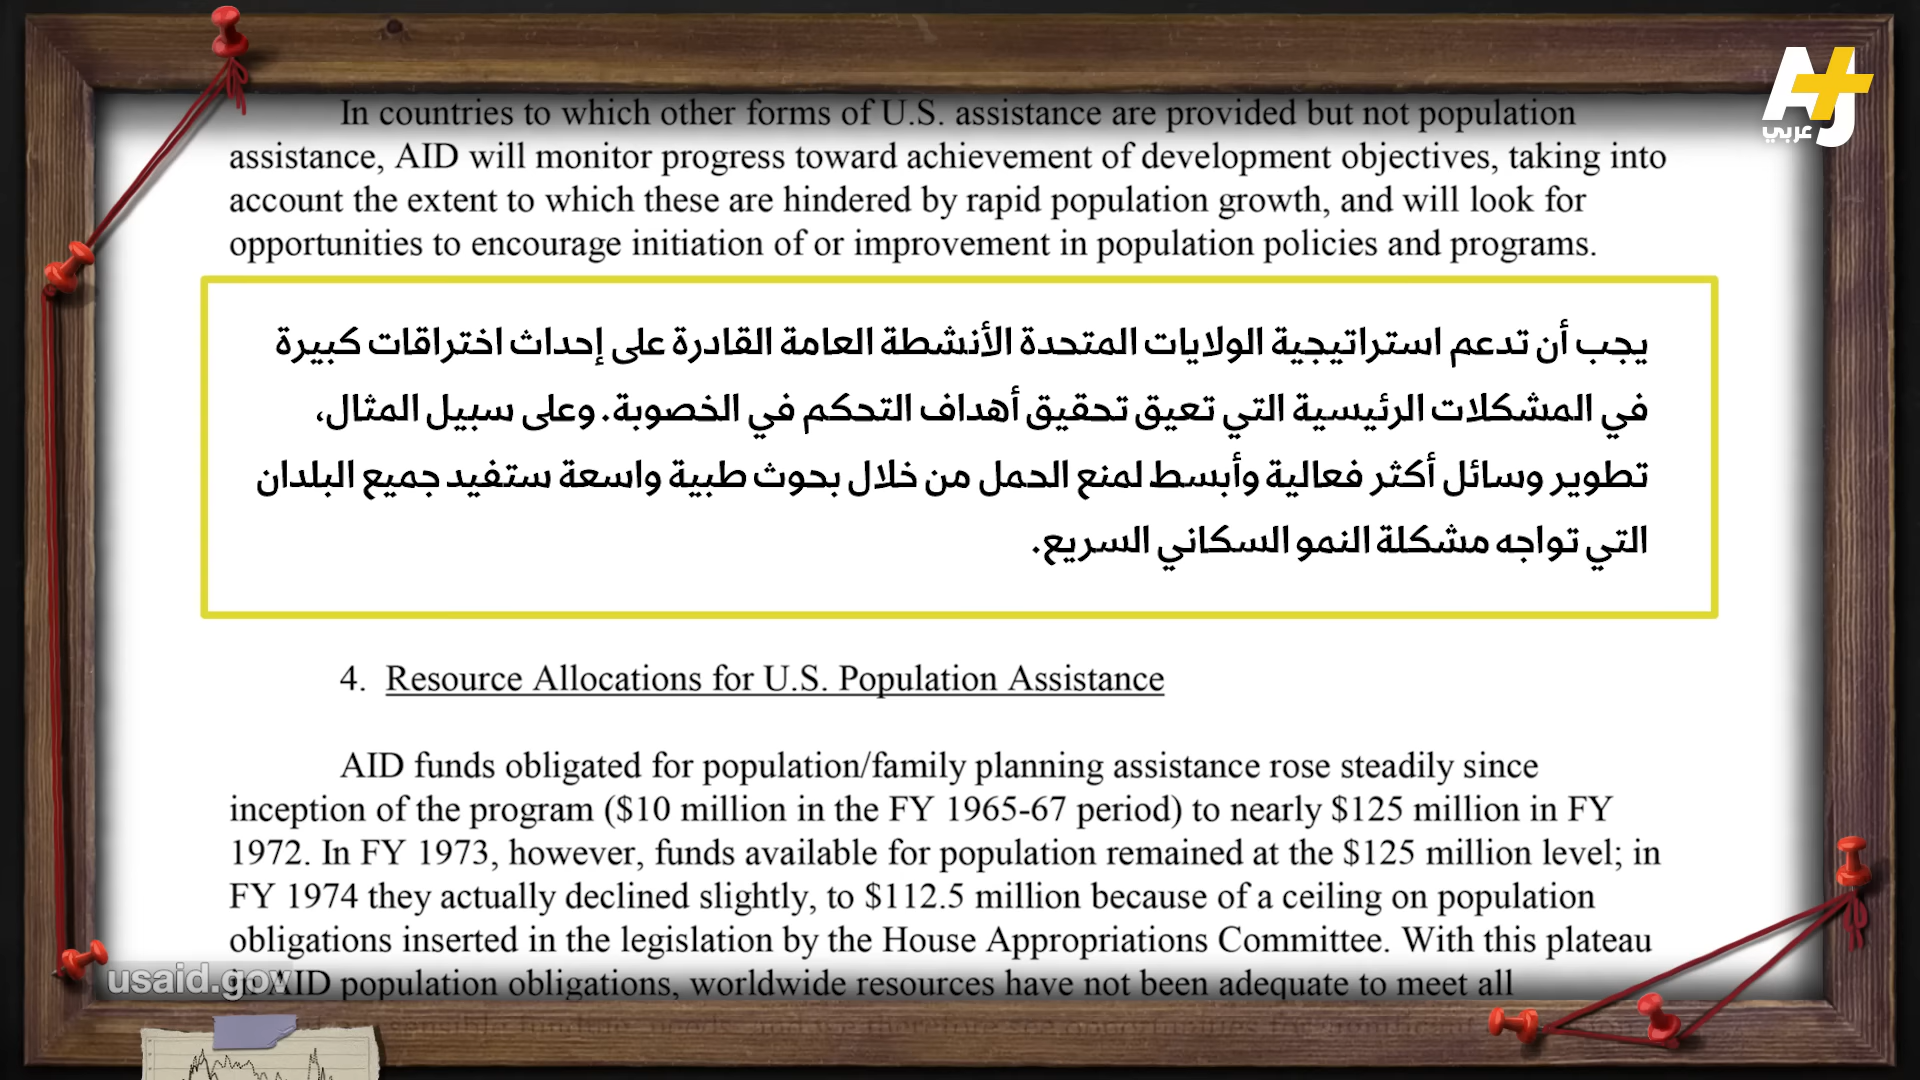 عربي
In countries to which other forms of U.S. assistance are provided but not population
assistance, AID will monitor progress toward achievement of development objectives, taking into
account the extent to which these are hindered by rapid population growth, and will look for
opportunities to encourage initiation of or improvement in population policies and programs.
يجب أن تدعم استراتيجية الولايات المتحدة الأنشطة العامة القادرة على إحداث اختراقات كبيرة
في المشكلات الرئيسية التي تعيق تحقيق أهداف التحكم في الخصوبة. وعلى سبيل المثال،
تطوير وسائل أكثر فعالية وأبسط لمنع الحمل من خلال بحوث طبية واسعة ستفيد جميع البلدان
التي تواجه مشكلة النمو السكاني السريع.
4. Resource Allocations for U.S. Population Assistance
AID funds obligated for population/family planning assistance rose steadily since
inception of the program ($10 million in the FY 1965-67 period) to nearly $125 million in FY
1972. In FY 1973, however, funds available for population remained at the $125 million level; in
FY 1974 they actually declined slightly, to $112.5 million because of a ceiling on population
obligations inserted in the legislation by the House Appropriations Committee. With this plateau
AID population obligations, worldwide resources have not been adequate to meet all
usaid.gov